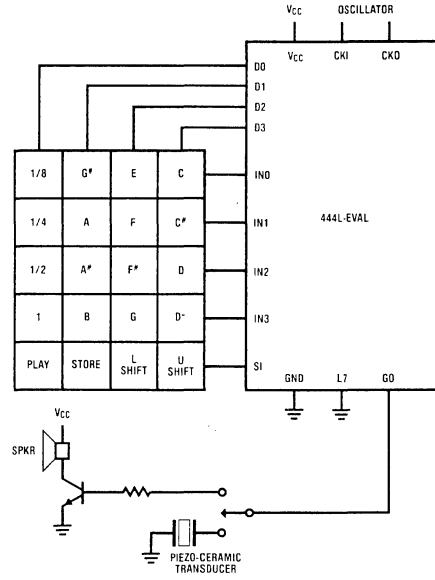 VCC OSCILLATOR
VCC CKI CKO
D0
D1
D2
D3
1/8 G# E C IN0
444L-EVAL
1/4 A F C# IN1
1/2 A# F# D IN2
1 B G D- IN3
PLAY STORE L SHIFT U SHIFT SI
GND L7 G0
VCC
SPKR
PIEZO-CERAMIC
TRANSDUCER